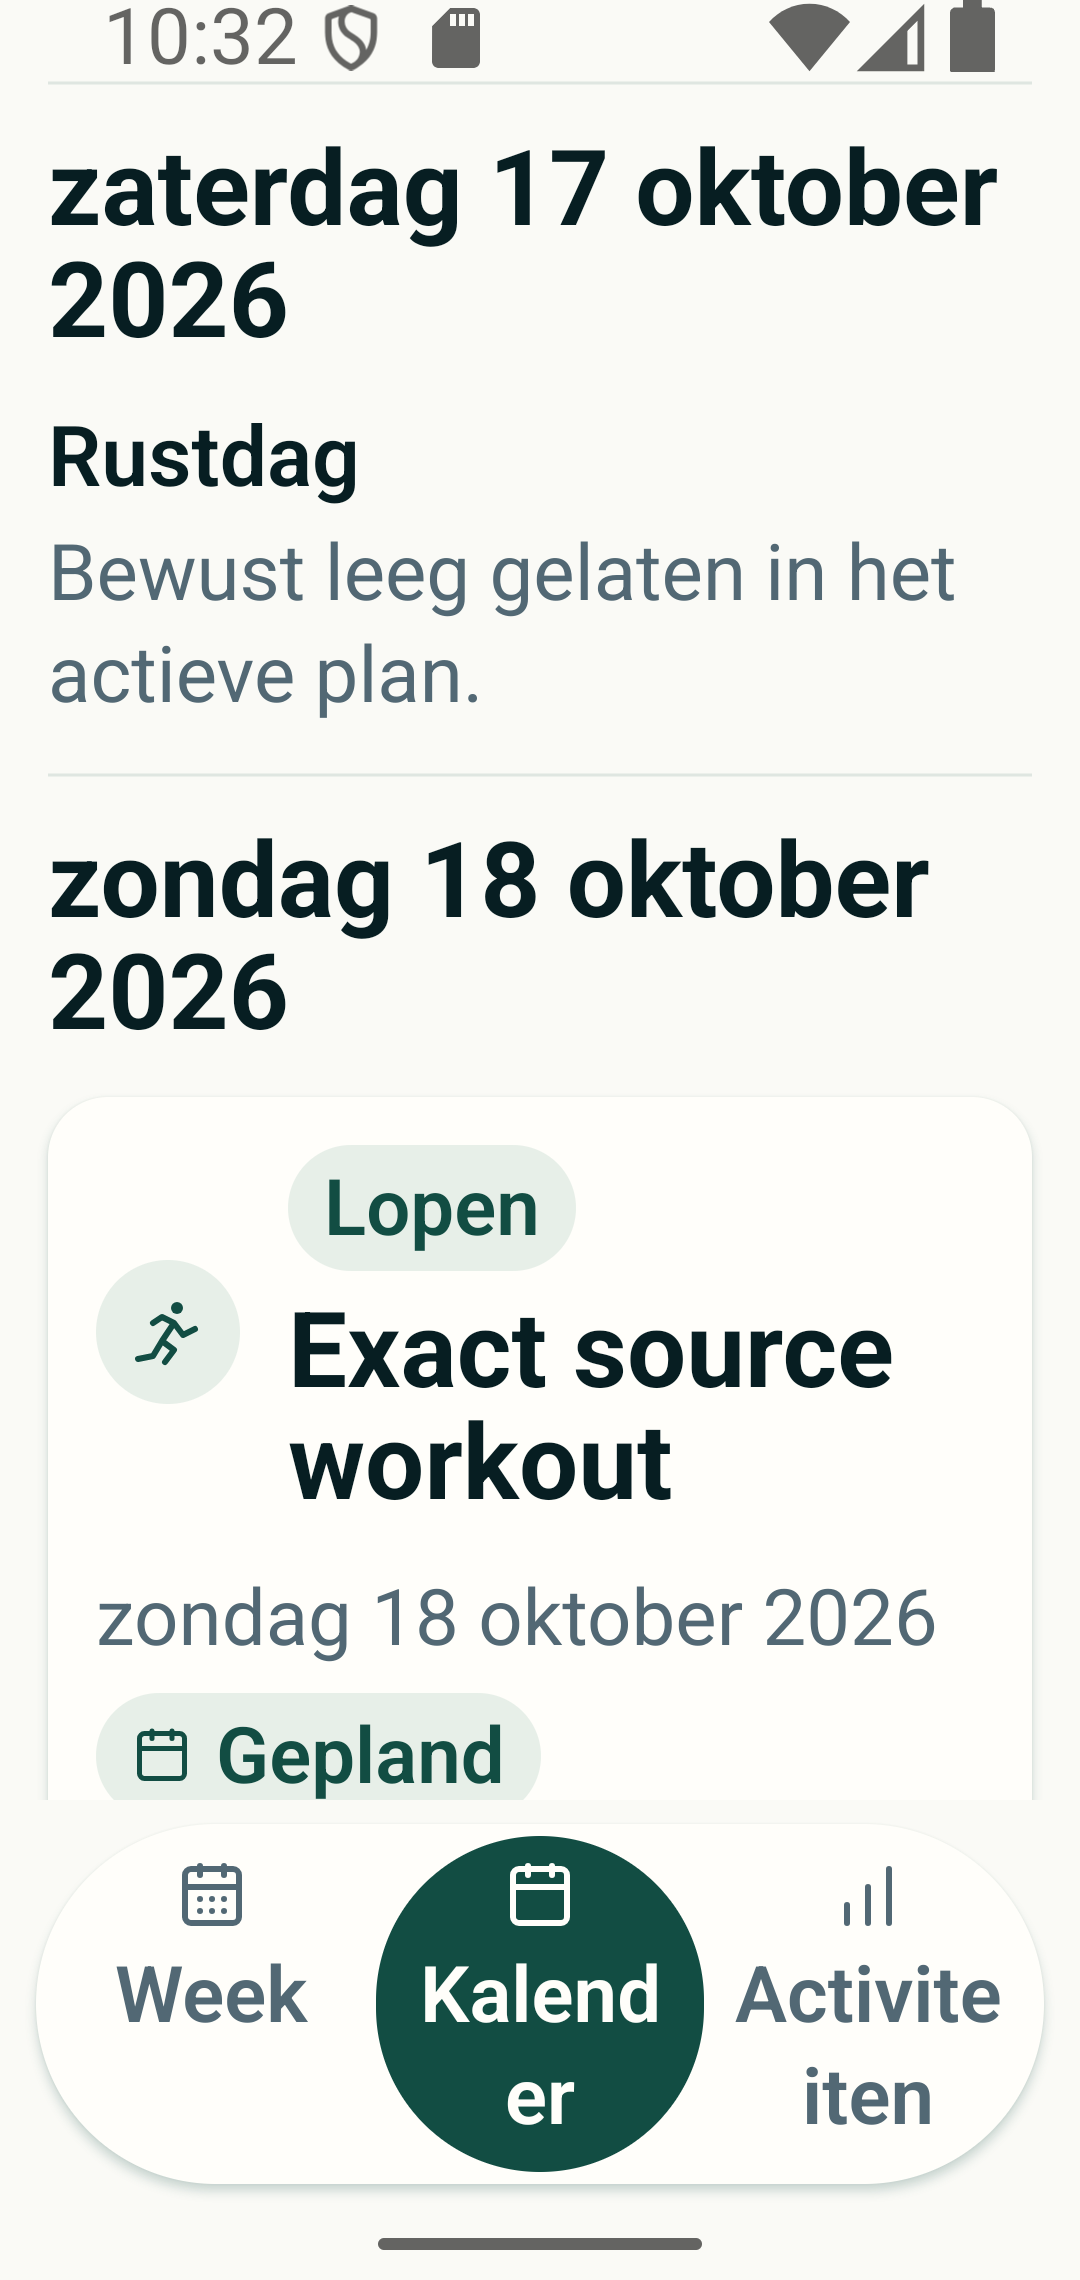 10:32
zaterdag 17 oktober
2026
Rustdag
Bewust leeg gelaten in het
actieve plan.
zondag 18 oktober
2026
Lopen
Exact source
workout
zondag 18 oktober 2026
Gepland
Week
Kalend
er
Activite
iten